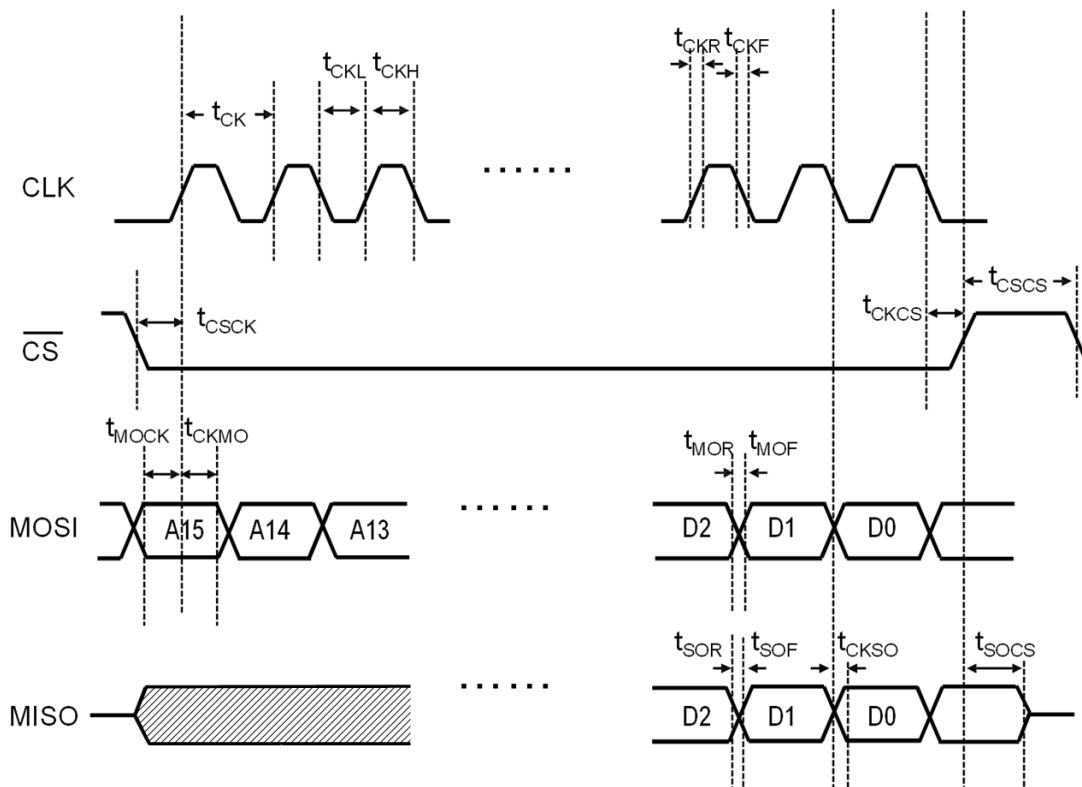 t_CKR t_CKF
t_CKL t_CKH
t_CK
CLK
......
t_CSCS
t_CSCK
t_CKCS
CS
t_MOCK t_CKMO
t_MOR t_MOF
......
MOSI A15 A14 A13 D2 D1 D0
t_SOR t_SOF t_CKSO t_SOCS
......
MISO D2 D1 D0